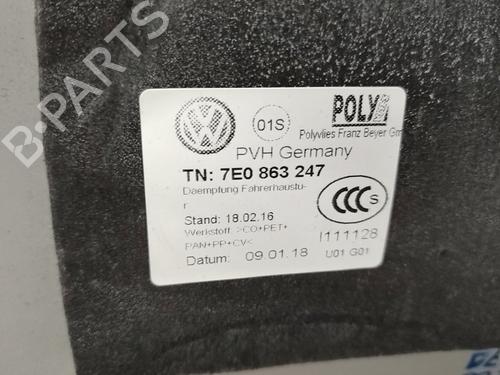 B-PARTS
01S
POLY
Polyvlies Franz Beyer Gm
PVH Germany
TN: 7E0 863 247
Daempfung Fahrerhaustu-
r
CCC S
Stand: 18.02.16
Werkstoff: >CO+PET+
PAN+PP+CV<
I111128
Datum: 09.01.18
U01 G01